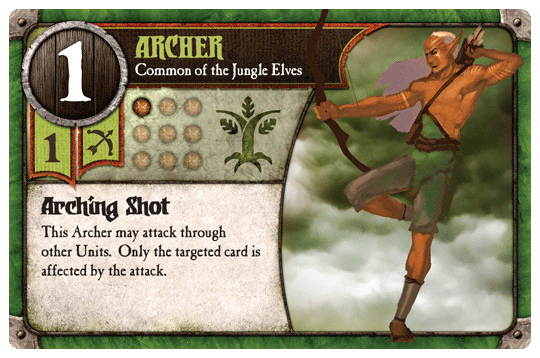 1
ARCHER
Common of the Jungle Elves
1
Arching Shot
This Archer may attack through
other Units. Only the targeted card is
affected by the attack.